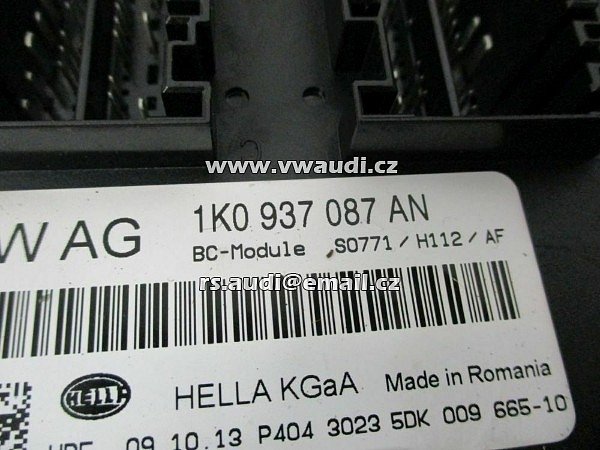 www.vwaudi.cz
W AG 1K0 937 087 AN
BC-Module S0771 / H112 / AF
rs.audi@email.cz
HELLA HELLA KGaA Made in Romania
09.10.13 P404 3023 5DK 009 665-10